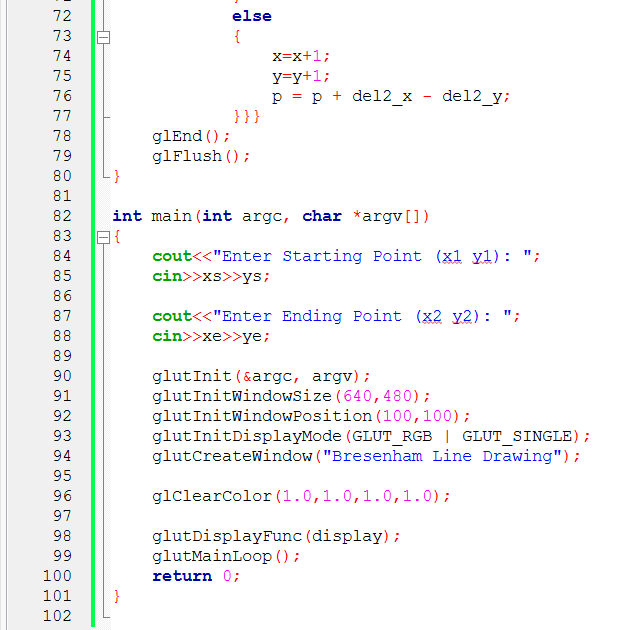 72 else
73 {
74 x=x+1;
75 y=y+1;
76 p = p + del2_x - del2_y;
77 }}}
78 glEnd();
79 glFlush();
80 }
81
82 int main(int argc, char *argv[])
83 {
84 cout<<"Enter Starting Point (x1 y1): ";
85 cin>>xs>>ys;
86
87 cout<<"Enter Ending Point (x2 y2): ";
88 cin>>xe>>ye;
89
90 glutInit(&argc, argv);
91 glutInitWindowSize(640,480);
92 glutInitWindowPosition(100,100);
93 glutInitDisplayMode(GLUT_RGB | GLUT_SINGLE);
94 glutCreateWindow("Bresenham Line Drawing");
95
96 glClearColor(1.0,1.0,1.0,1.0);
97
98 glutDisplayFunc(display);
99 glutMainLoop();
100 return 0;
101 }
102